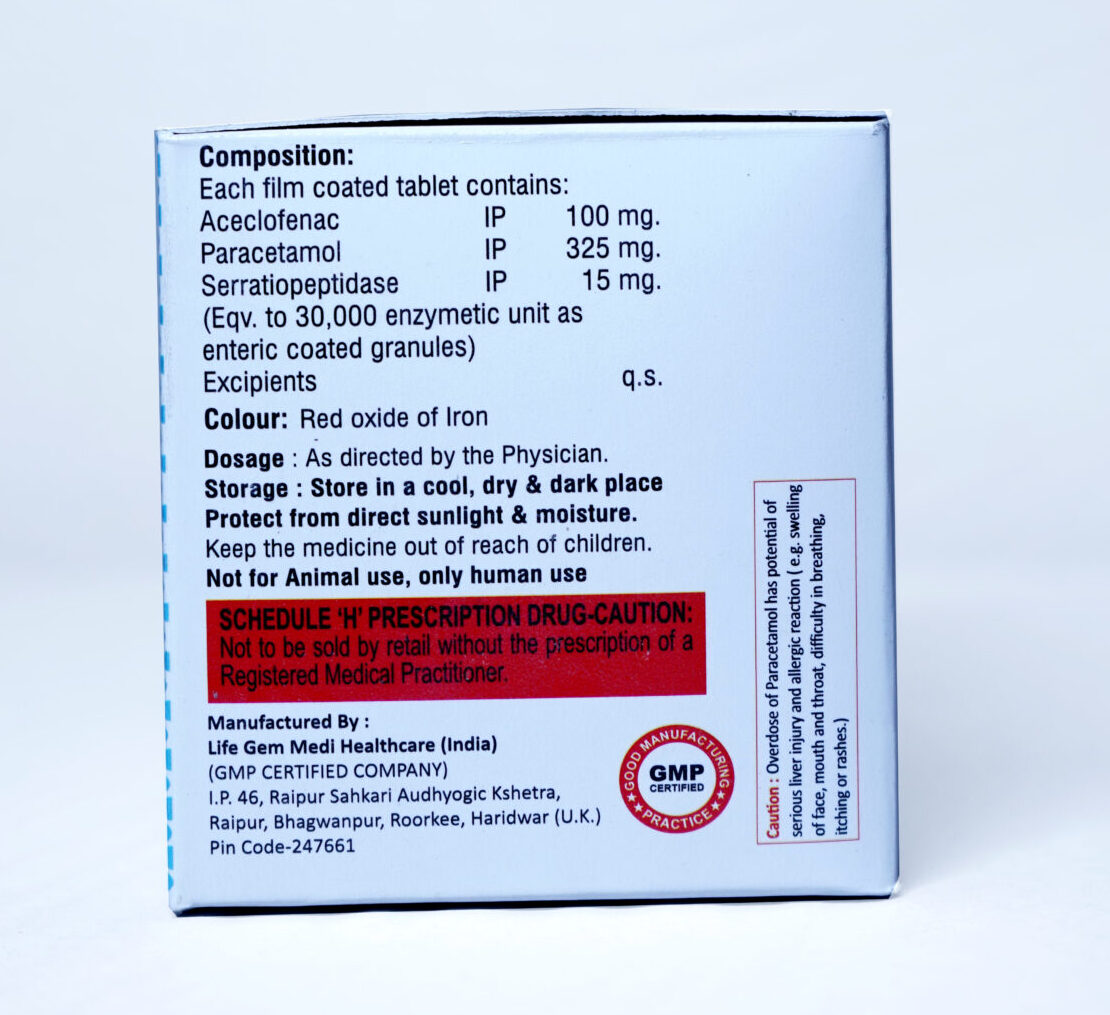 Composition:
Each film coated tablet contains:
Aceclofenac IP 100 mg.
Paracetamol IP 325 mg.
Serratiopeptidase IP 15 mg.
(Eqv. to 30,000 enzymetic unit as
enteric coated granules)
Excipients q.s.
Colour: Red oxide of Iron
Dosage : As directed by the Physician.
Storage : Store in a cool, dry & dark place
Protect from direct sunlight & moisture.
Keep the medicine out of reach of children.
Not for Animal use, only human use
SCHEDULE ‘H’ PRESCRIPTION DRUG-CAUTION:
Not to be sold by retail without the prescription of a
Registered Medical Practitioner.
Manufactured By :
Life Gem Medi Healthcare (India)
(GMP CERTIFIED COMPANY)
I.P. 46, Raipur Sahkari Audhyogic Kshetra,
Raipur, Bhagwanpur, Roorkee, Haridwar (U.K.)
Pin Code-247661
GOOD MANUFACTURING
GMP
CERTIFIED
PRACTICE
Caution : Overdose of Paracetamol has potential of
serious liver injury and allergic reaction ( e.g. swelling
of face, mouth and throat, difficulty in breathing,
itching or rashes.)